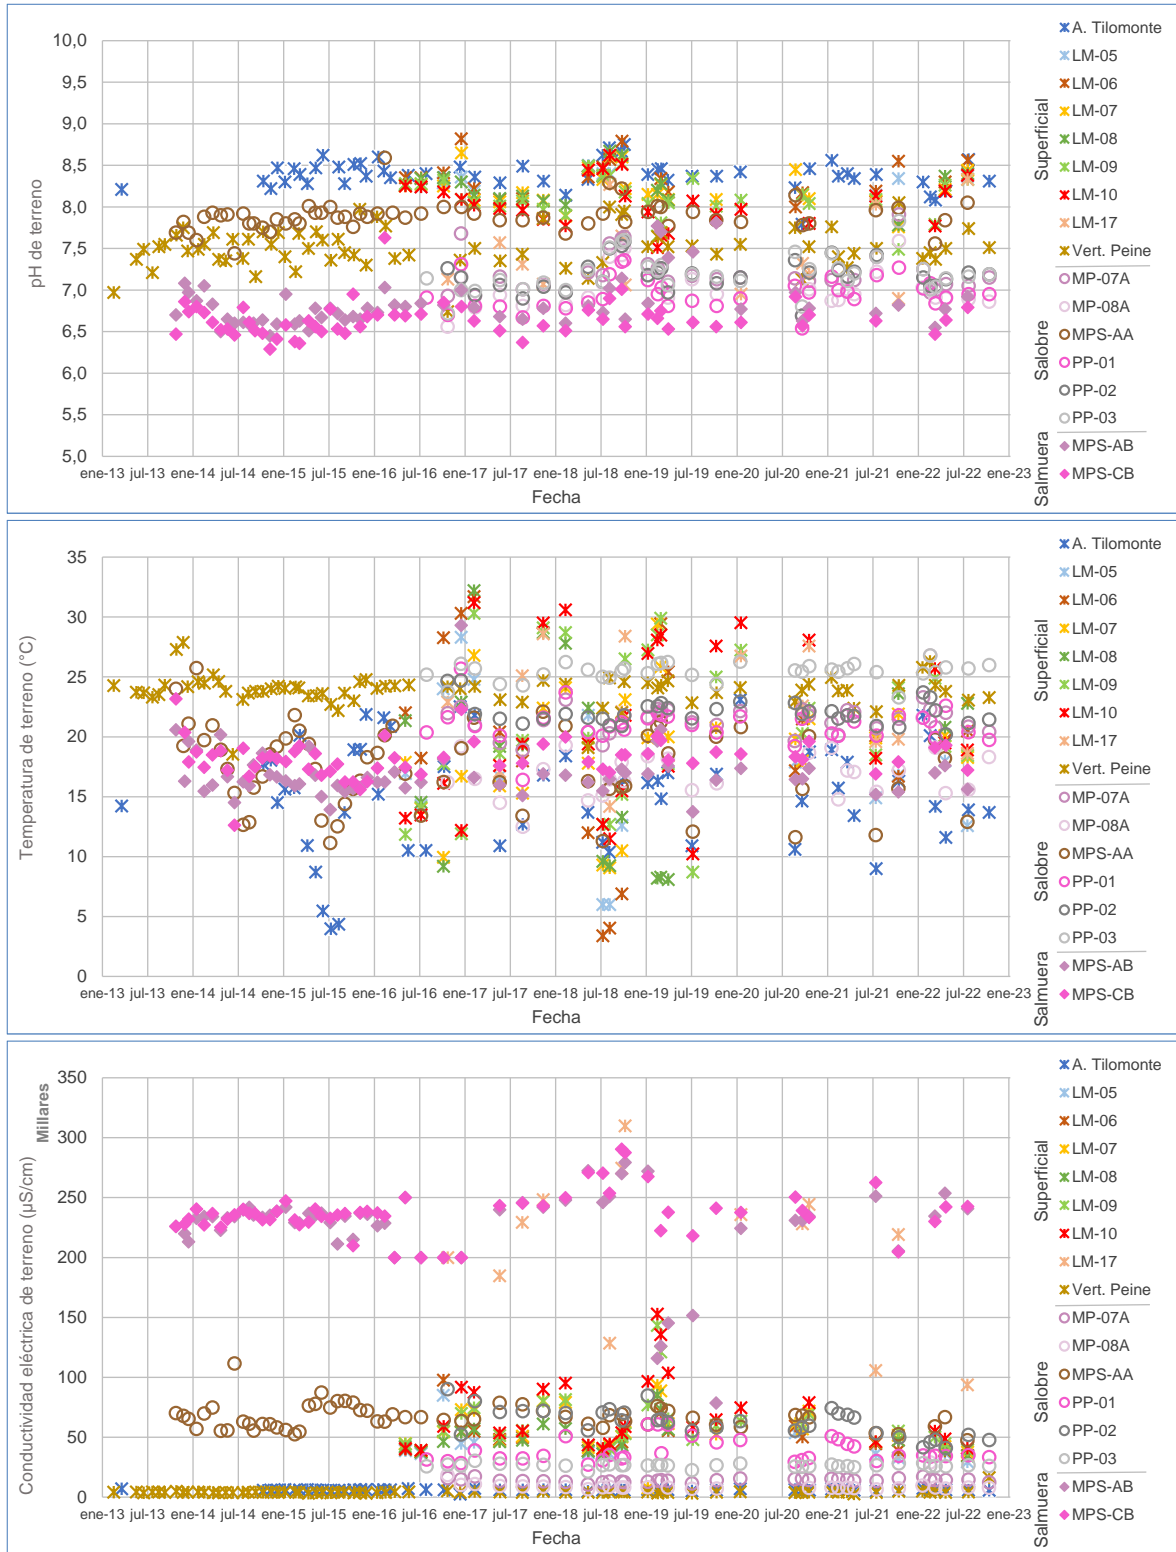 pH de terreno
10,0
9,5
9,0
8,5
8,0
7,5
7,0
6,5
6,0
5,5
5,0
ene-13 jul-13 ene-14 jul-14 ene-15 jul-15 ene-16 jul-16 ene-17 jul-17 ene-18 jul-18 ene-19 jul-19 ene-20 jul-20 ene-21 jul-21 ene-22 jul-22 ene-23
Fecha
Superficial
A. Tilomonte
LM-05
LM-06
LM-07
LM-08
LM-09
LM-10
LM-17
Vert. Peine
Salobre
MP-07A
MP-08A
MPS-AA
PP-01
PP-02
PP-03
Salmuera
MPS-AB
MPS-CB
Temperatura de terreno (°C)
35
30
25
20
15
10
5
0
ene-13 jul-13 ene-14 jul-14 ene-15 jul-15 ene-16 jul-16 ene-17 jul-17 ene-18 jul-18 ene-19 jul-19 ene-20 jul-20 ene-21 jul-21 ene-22 jul-22 ene-23
Fecha
Superficial
A. Tilomonte
LM-05
LM-06
LM-07
LM-08
LM-09
LM-10
LM-17
Vert. Peine
Salobre
MP-07A
MP-08A
MPS-AA
PP-01
PP-02
PP-03
Salmuera
MPS-AB
MPS-CB
Conductividad eléctrica de terreno (µS/cm)
Millares
350
300
250
200
150
100
50
0
ene-13 jul-13 ene-14 jul-14 ene-15 jul-15 ene-16 jul-16 ene-17 jul-17 ene-18 jul-18 ene-19 jul-19 ene-20 jul-20 ene-21 jul-21 ene-22 jul-22 ene-23
Fecha
Superficial
A. Tilomonte
LM-05
LM-06
LM-07
LM-08
LM-09
LM-10
LM-17
Vert. Peine
Salobre
MP-07A
MP-08A
MPS-AA
PP-01
PP-02
PP-03
Salmuera
MPS-AB
MPS-CB